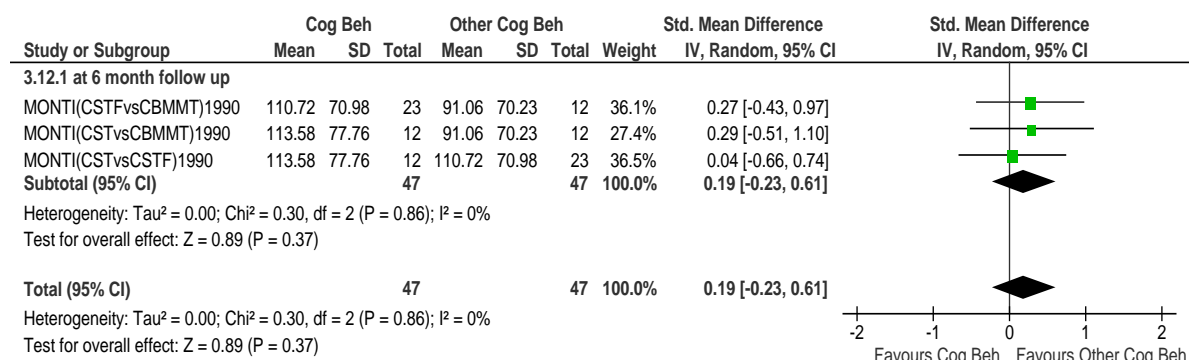 Cog Beh Other Cog Beh Std. Mean Difference Std. Mean Difference
Study or Subgroup Mean SD Total Mean SD Total Weight IV, Random, 95% CI IV, Random, 95% CI
3.12.1 at 6 month follow up
MONTI(CSTFvsCBMMT)1990 110.72 70.98 23 91.06 70.23 12 36.1% 0.27 [-0.43, 0.97]
MONTI(CSTvsCBMMT)1990 113.58 77.76 12 91.06 70.23 12 27.4% 0.29 [-0.51, 1.10]
MONTI(CSTvsCSTF)1990 113.58 77.76 12 110.72 70.98 23 36.5% 0.04 [-0.66, 0.74]
Subtotal (95% CI) 47 47 100.0% 0.19 [-0.23, 0.61]
Heterogeneity: Tau² = 0.00; Chi² = 0.30, df = 2 (P = 0.86); I² = 0%
Test for overall effect: Z = 0.89 (P = 0.37)
Total (95% CI) 47 47 100.0% 0.19 [-0.23, 0.61]
Heterogeneity: Tau² = 0.00; Chi² = 0.30, df = 2 (P = 0.86); I² = 0%
Test for overall effect: Z = 0.89 (P = 0.37)
-2 -1 0 1 2
Favours Cog Beh Favours Other Cog Beh